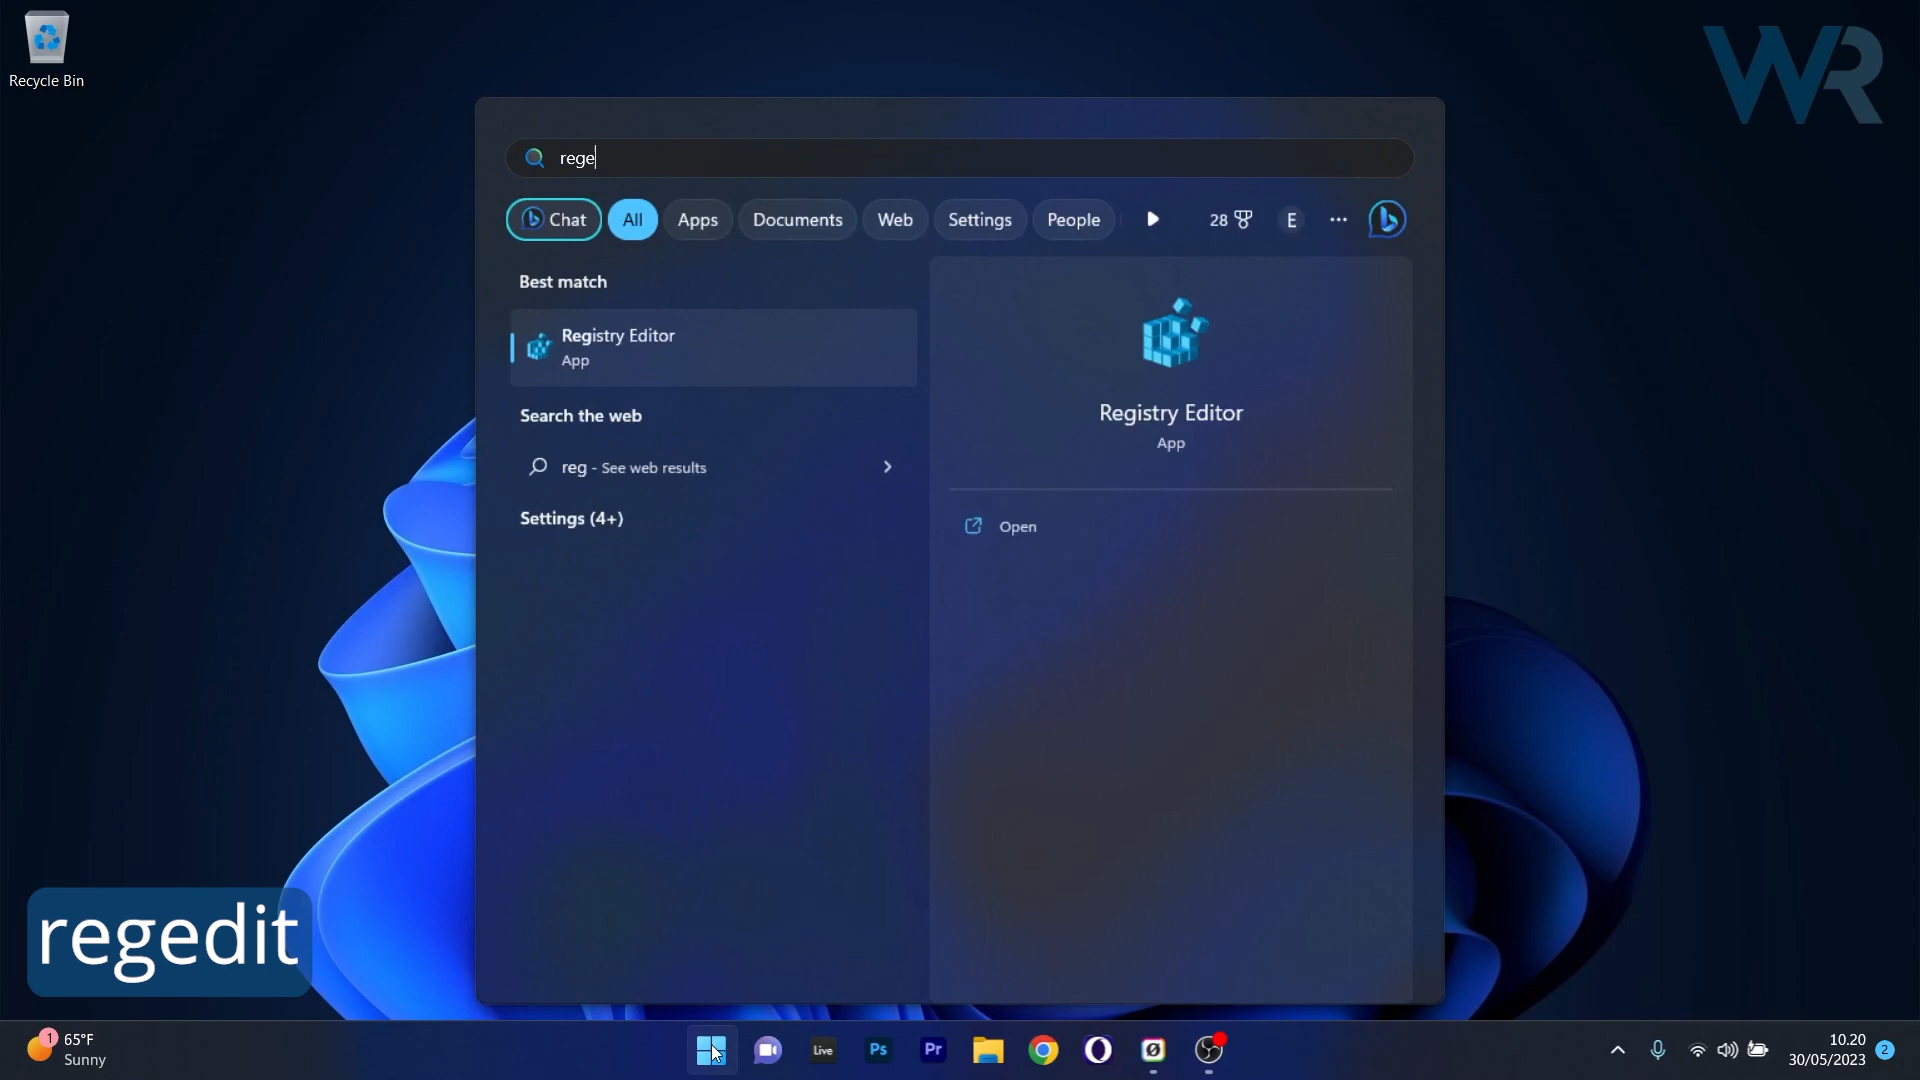 Recycle Bin
WR
rege
Chat
All
Apps
Documents
Web
Settings
People
28
E
Best match
Registry Editor
App
Search the web
reg - See web results
Settings (4+)
Registry Editor
App
Open
regedit
1
65°F
Sunny
Live
Ps
Pr
10.20
30/05/2023
2